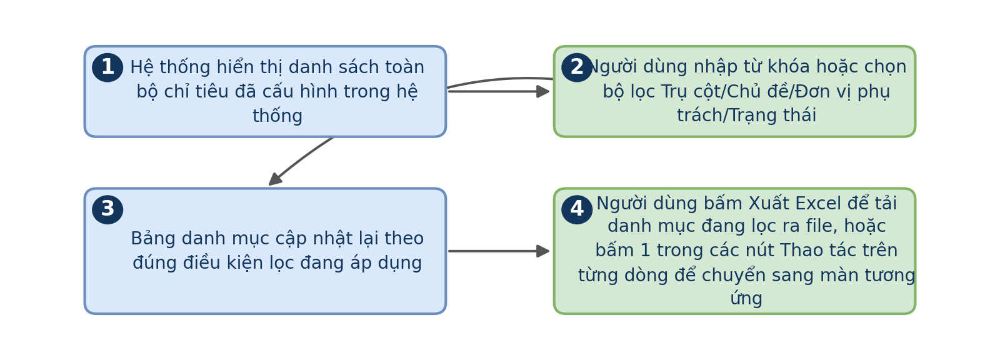 1
Hệ thống hiển thị danh sách toàn
bộ chỉ tiêu đã cấu hình trong hệ
thống
2
Người dùng nhập từ khóa hoặc chọn
bộ lọc Trụ cột/Chủ đề/Đơn vị phụ
trách/Trạng thái
3
Bảng danh mục cập nhật lại theo
đúng điều kiện lọc đang áp dụng
4
Người dùng bấm Xuất Excel để tải
danh mục đang lọc ra file, hoặc
bấm 1 trong các nút Thao tác trên
từng dòng để chuyển sang màn tương
ứng